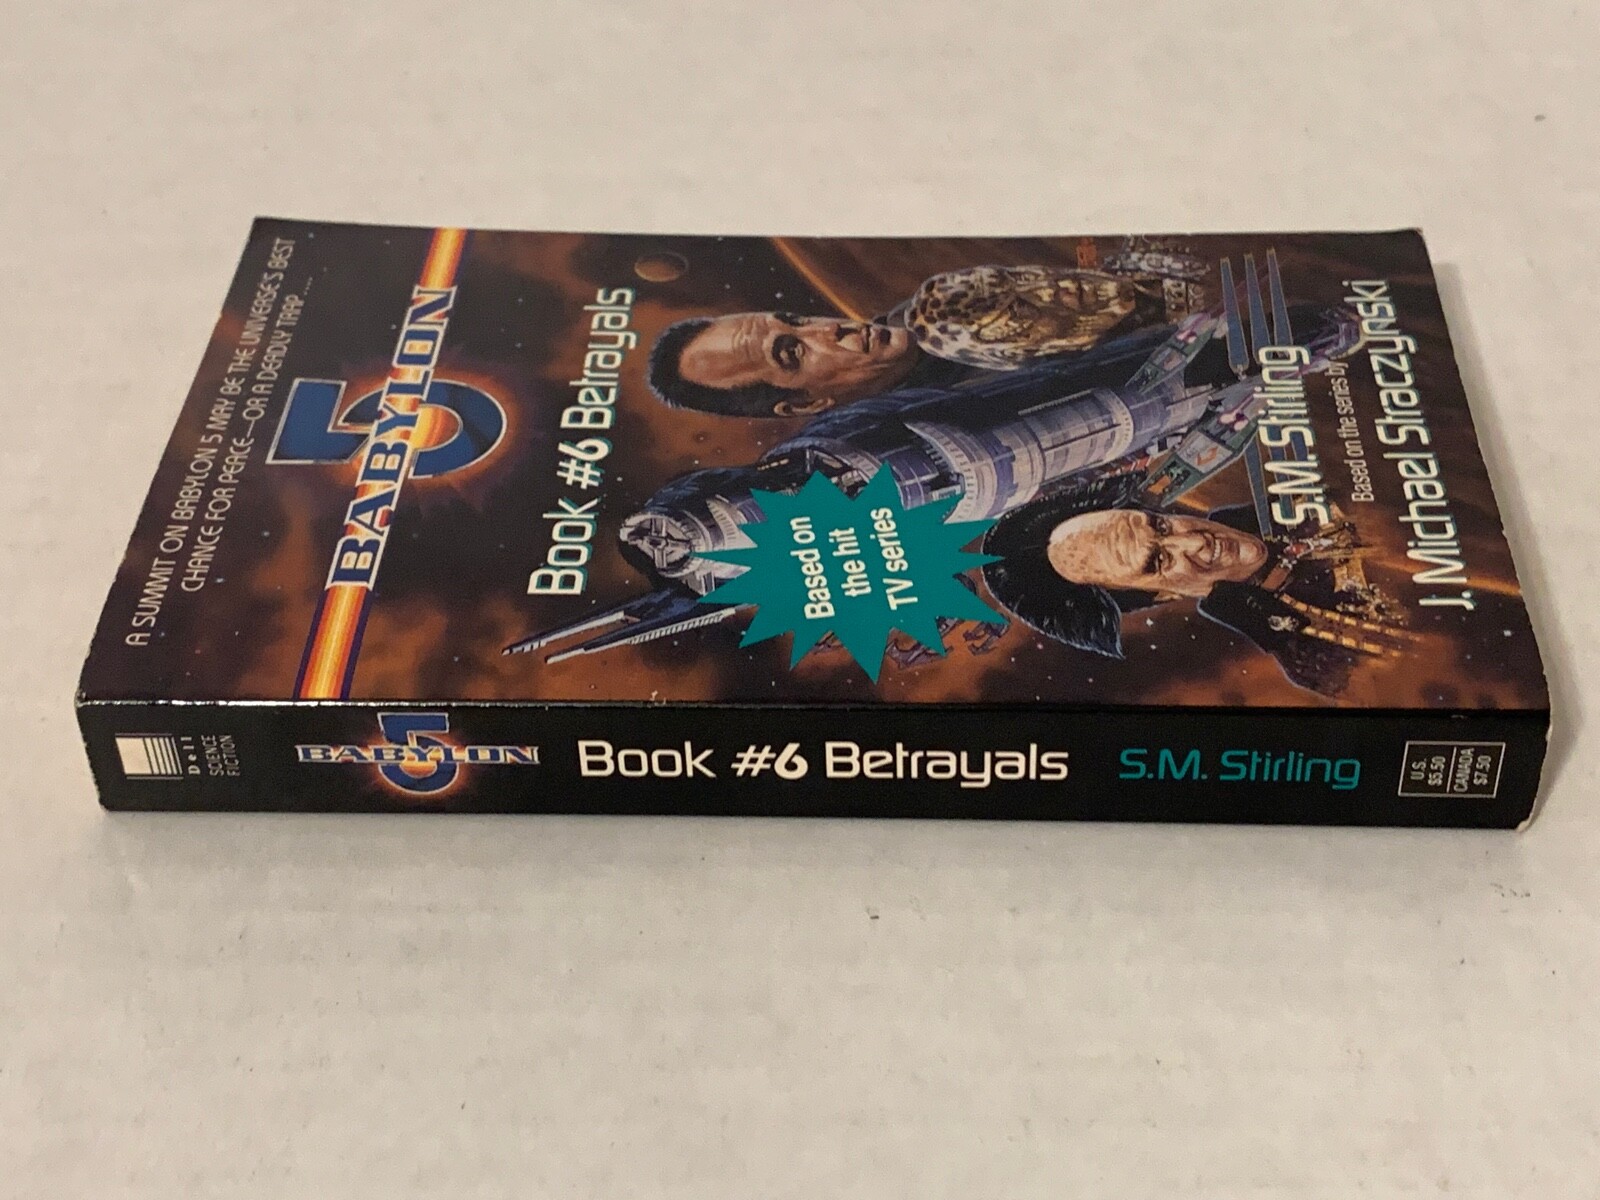 A SUMMIT ON BABYLON 5 MAY BE THE UNIVERSE'S BEST
CHANCE FOR PEACE—OR A DEADLY TRAP ....
5
BABYLON
Book #6 Betrayals
Based on
the hit
TV series
S.M. Stirling
Based on the series by
J. Michael Straczynski
Dell
SCIENCE
FICTION
5
BABYLON
Book #6 Betrayals
S.M. Stirling
U.S.
$5.50
CANADA
$7.50